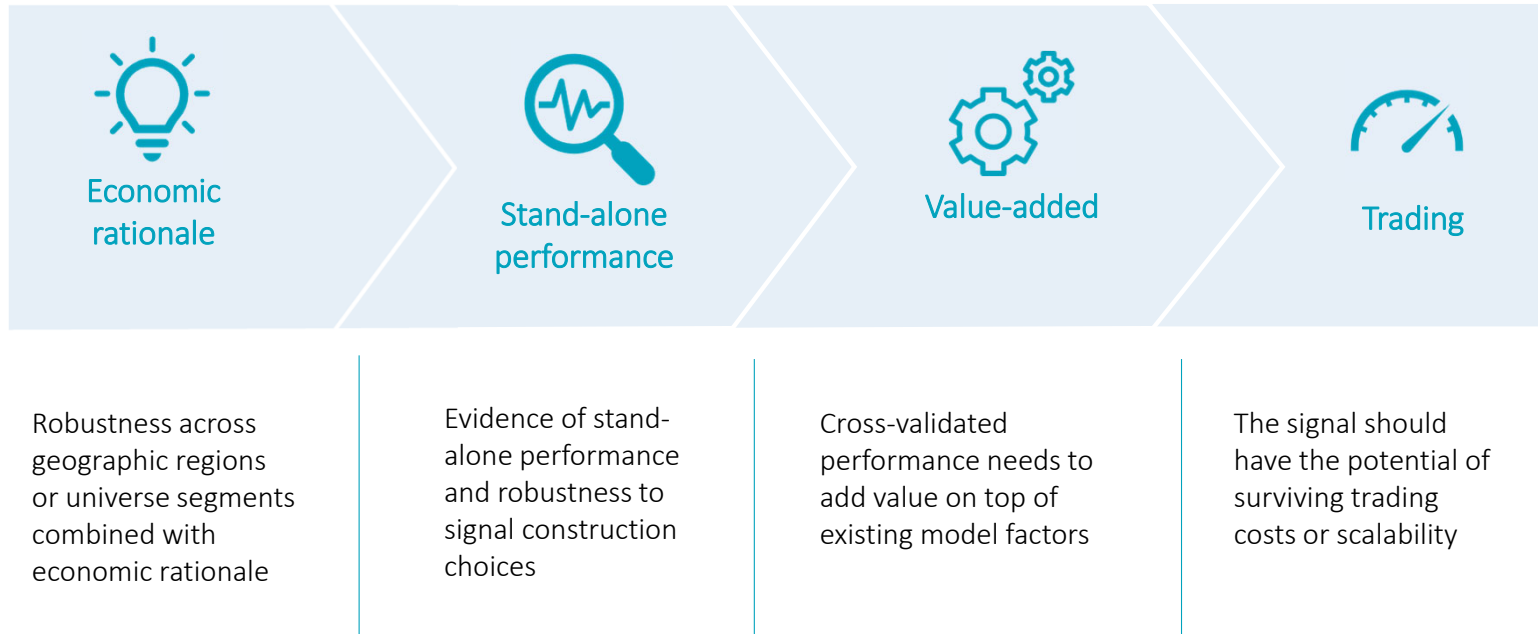 Economic
rationale
Stand-alone
performance
Value-added
Trading
Robustness across
geographic regions
or universe segments
combined with
economic rationale
Evidence of stand-
alone performance
and robustness to
signal construction
choices
Cross-validated
performance needs to
add value on top of
existing model factors
The signal should
have the potential of
surviving trading
costs or scalability